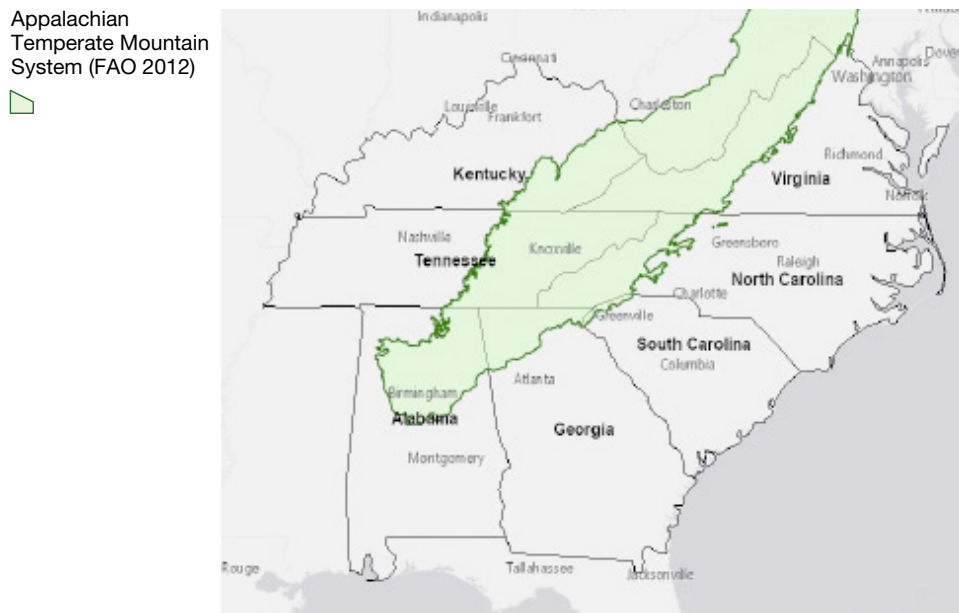 Appalachian
Temperate Mountain
System (FAO 2012)
Indianapolis
Cincinnati
Annapolis
Washington
Louisville
Frankfort
Charleston
Kentucky
Virginia
Richmond
Norfolk
Nashville
Knoxville
Greensboro
Tennessee
Raleigh
North Carolina
Charlotte
Greenville
South Carolina
Columbia
Atlanta
Birmingham
Alabama
Georgia
Montgomery
Rouge
Tallahassee
Jacksonville